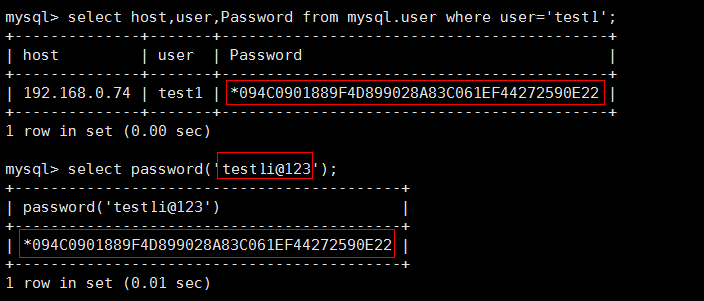 mysql> select host,user,Password from mysql.user where user='test1';
+--------------+-------+-------------------------------------------+
| host         | user  | Password                                  |
+--------------+-------+-------------------------------------------+
| 192.168.0.74 | test1 | *094C0901889F4D899028A83C061EF44272590E22 |
+--------------+-------+-------------------------------------------+
1 row in set (0.00 sec)
mysql> select password('testli@123');
+-------------------------------------------+
| password('testli@123')                    |
+-------------------------------------------+
| *094C0901889F4D899028A83C061EF44272590E22 |
+-------------------------------------------+
1 row in set (0.01 sec)